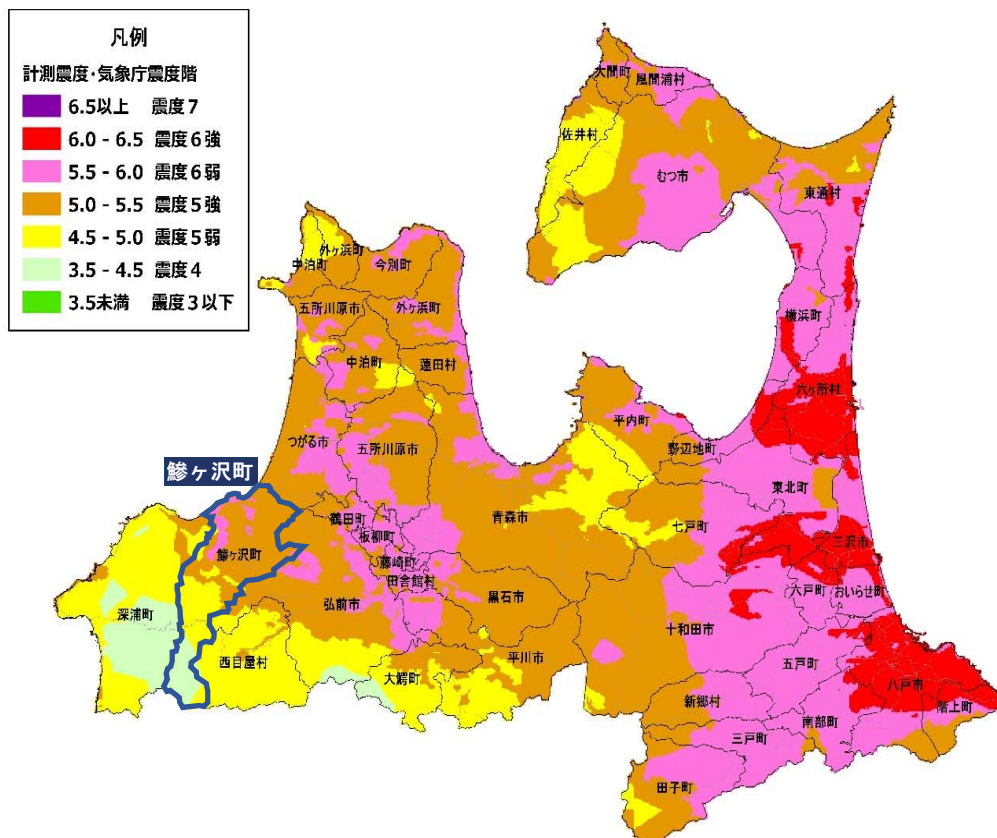 凡例
計測震度･気象庁震度階
6.5以上 震度7
6.0 - 6.5 震度6強
5.5 - 6.0 震度6弱
5.0 - 5.5 震度5強
4.5 - 5.0 震度5弱
3.5 - 4.5 震度4
3.5未満 震度3以下
大間町
風間浦村
佐井村
むつ市
東通村
外ヶ浜町
中泊町
今別町
五所川原市
外ヶ浜町
横浜町
中泊町
蓬田村
六ヶ所村
平内町
つがる市
五所川原市
野辺地町
鰺ヶ沢町
東北町
青森市
鶴田町
七戸町
板柳町
三沢市
鰺ヶ沢町
藤崎町
田舎館村
六戸町
おいらせ町
黒石市
弘前市
深浦町
十和田市
西目屋村
平川市
五戸町
大鰐町
八戸市
新郷村
階上町
南部町
三戸町
田子町